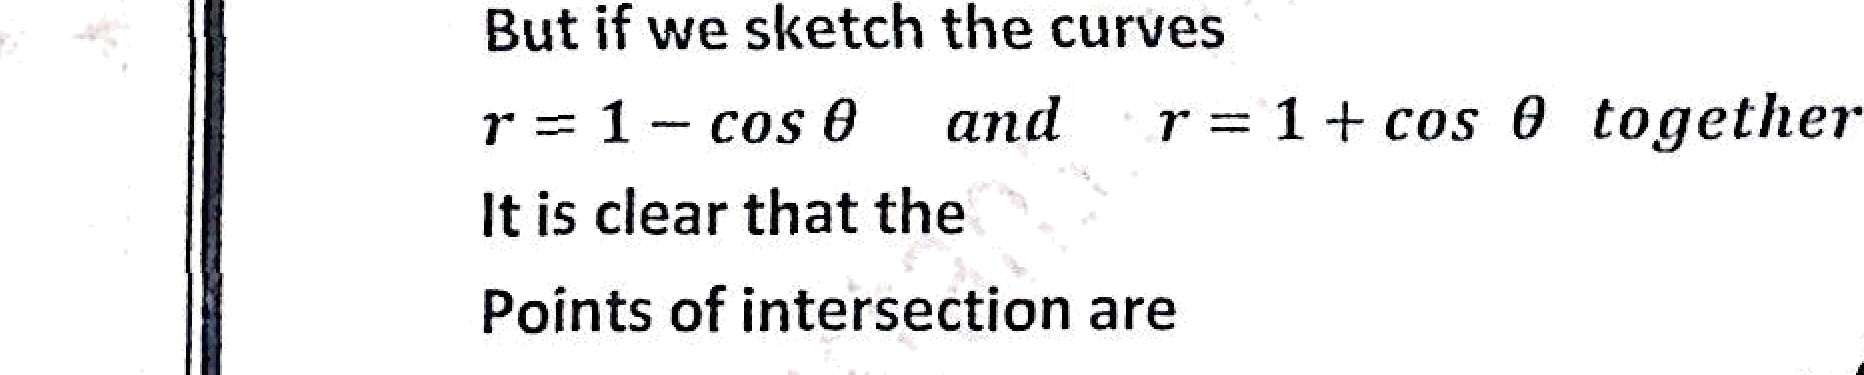 But if we sketch the curves
r = 1 − cos θ and r = 1 + cos θ together
It is clear that the
Points of intersection are